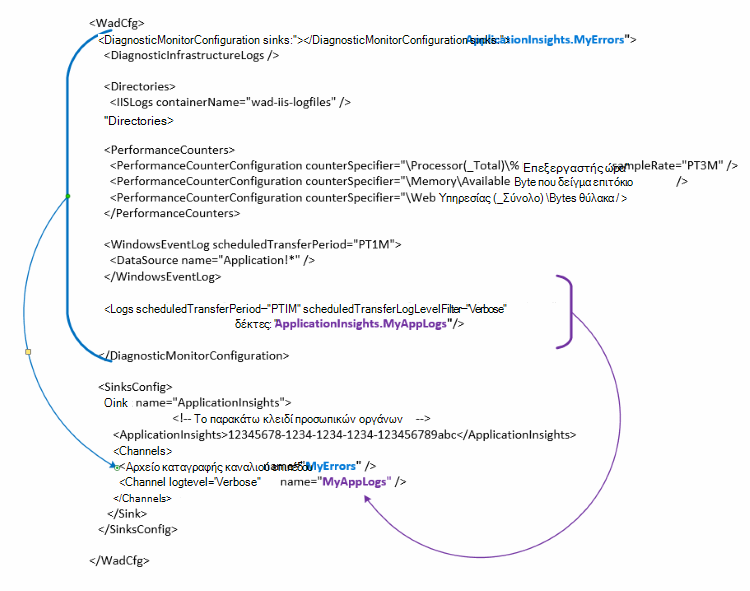 <WadCfg>
<DiagnosticMonitorConfiguration sinks:"></DiagnosticMonitorConfiguration sinks:"> ApplicationInsights.MyErrors">
<DiagnosticInfrastructureLogs />
<Directories>
<IISLogs containerName="wad-iis-logfiles" />
"Directories>
<PerformanceCounters>
<PerformanceCounterConfiguration counterSpecifier="\Processor(_Total)\% Επεξεργαστής ώρα sampleRate="PT3M" />
<PerformanceCounterConfiguration counterSpecifier="\Memory\Available Byte που δείγμα επιτόκιο />
<PerformanceCounterConfiguration counterSpecifier="\Web Υπηρεσίας (_Σύνολο) \Bytes θύλακα / >
</PerformanceCounters>
<WindowsEventLog scheduledTransferPeriod="PT1M">
<DataSource name="Application!*" />
</WindowsEventLog>
<Logs scheduledTransferPeriod="PTIM" scheduledTransferLogLevelFilter="Verbose"
δέκτες: "ApplicationInsights.MyAppLogs"/>
</DiagnosticMonitorConfiguration>
<SinksConfig>
Oink name="ApplicationInsights">
<!-- Το παρακάτω κλειδί προσωπικών οργάνων -->
<ApplicationInsights>12345678-1234-1234-1234-123456789abc</ApplicationInsights>
<Channels>
<Αρχείο καταγραφής καναλιού επιπέδου name="MyErrors" />
<Channel logtevel="Verbose" name="MyAppLogs" />
</Channels>
</Sink>
</SinksConfig>
</WadCfg>